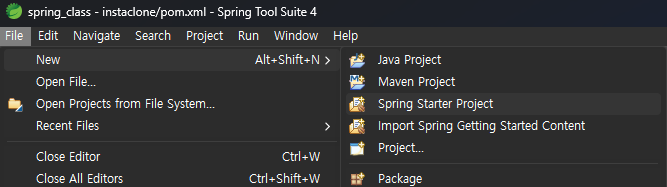 spring_class - instaclone/pom.xml - Spring Tool Suite 4
File Edit Navigate Search Project Run Window Help
New Alt+Shift+N >
Open File...
Open Projects from File System...
Recent Files >
Close Editor Ctrl+W
Close All Editors Ctrl+Shift+W
Java Project
Maven Project
Spring Starter Project
Import Spring Getting Started Content
Project...
Package